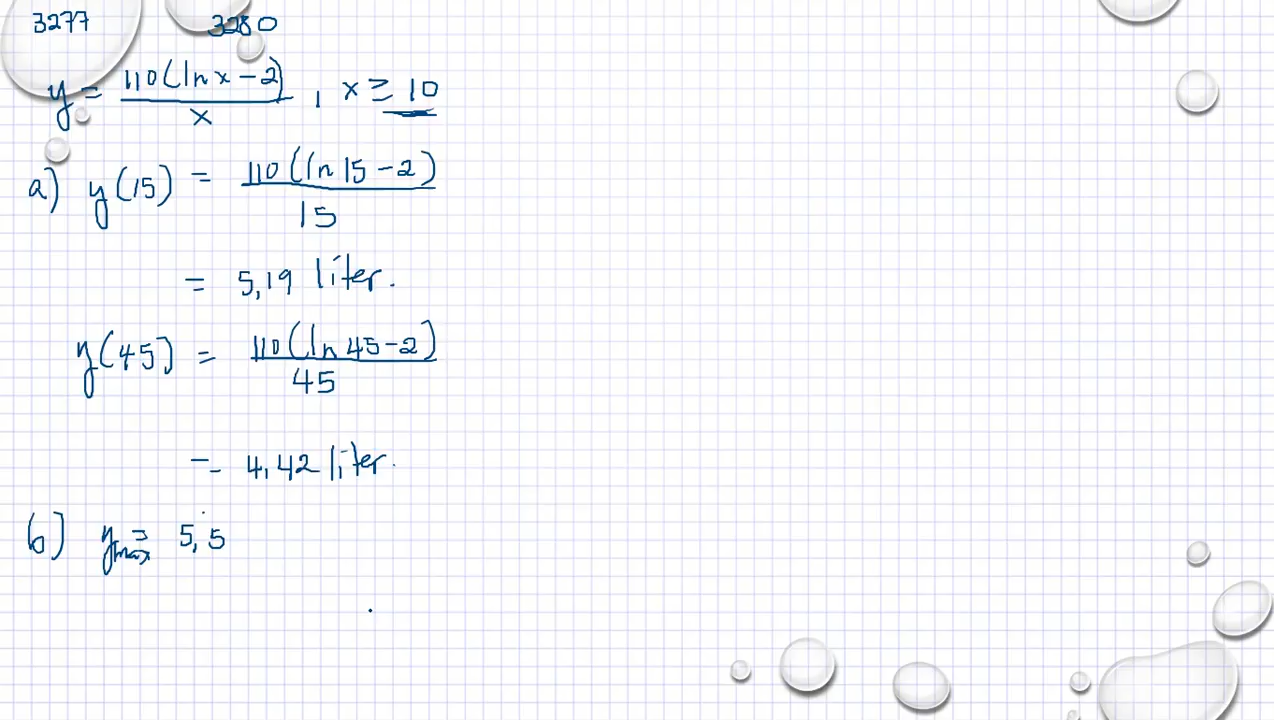 3277 3280
y = 110(ln x - 2) / x , x ≥ 10
a) y(15) = 110(ln 15 - 2) / 15
= 5,19 liter.
y(45) = 110(ln 45 - 2) / 45
= 4,42 liter.
b) y max = 5,5